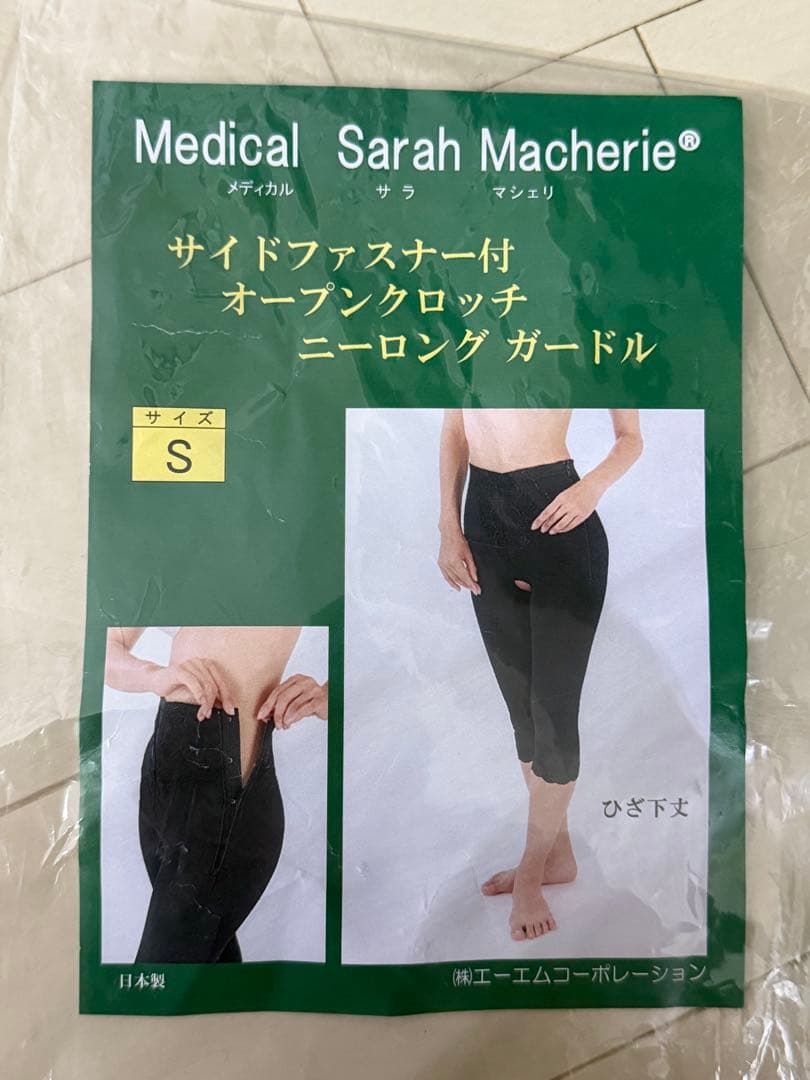 Medical Sarah Macherie®
メディカル サラ マシェリ
サイドファスナー付
オープンクロッチ
ニーロング ガードル
サイズ
S
ひざ下丈
日本製
㈱エーエムコーポレーション